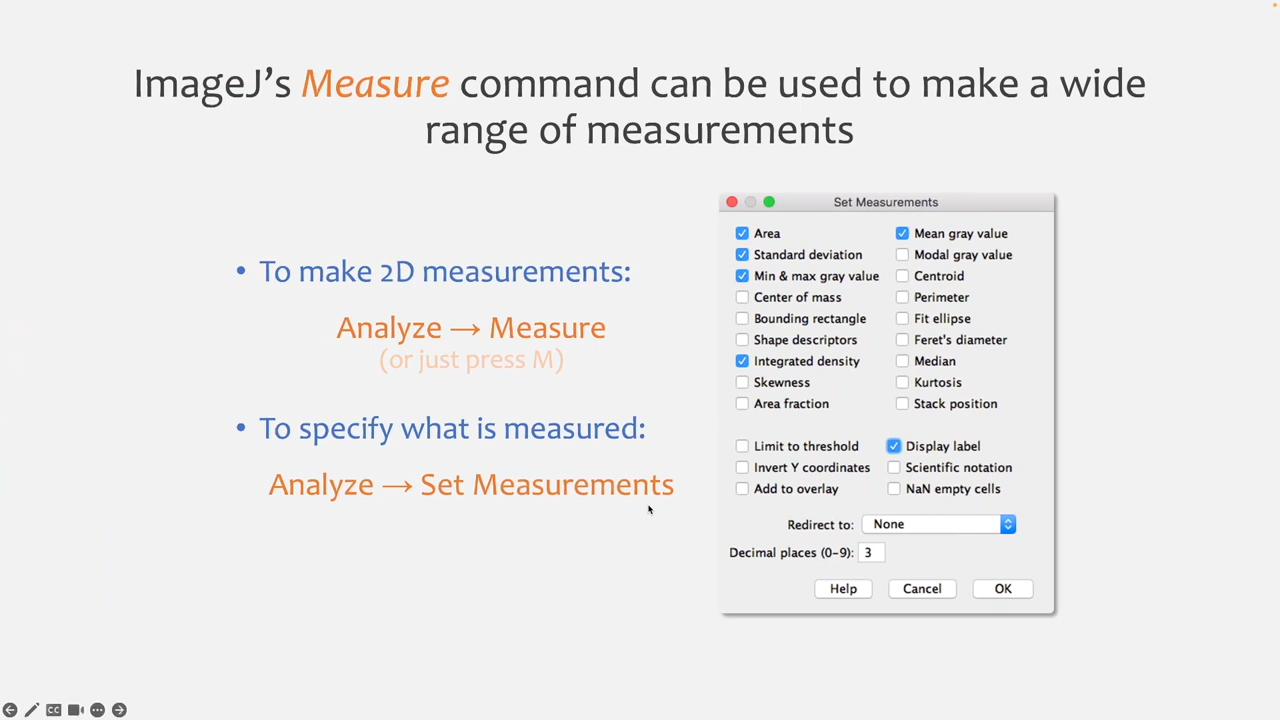 ImageJ's Measure command can be used to make a wide
range of measurements
• To make 2D measurements:
Analyze → Measure
(or just press M)
• To specify what is measured:
Analyze → Set Measurements
Set Measurements
Area
Mean gray value
Standard deviation
Modal gray value
Min & max gray value
Centroid
Center of mass
Perimeter
Bounding rectangle
Fit ellipse
Shape descriptors
Feret's diameter
Integrated density
Median
Skewness
Kurtosis
Area fraction
Stack position
Limit to threshold
Display label
Invert Y coordinates
Scientific notation
Add to overlay
NaN empty cells
Redirect to: None
Decimal places (0-9): 3
Help
Cancel
OK
CC